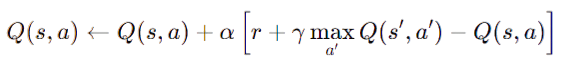 Q(s, a) ← Q(s, a) + α [r + γ max_{a′} Q(s′, a′) − Q(s, a)]